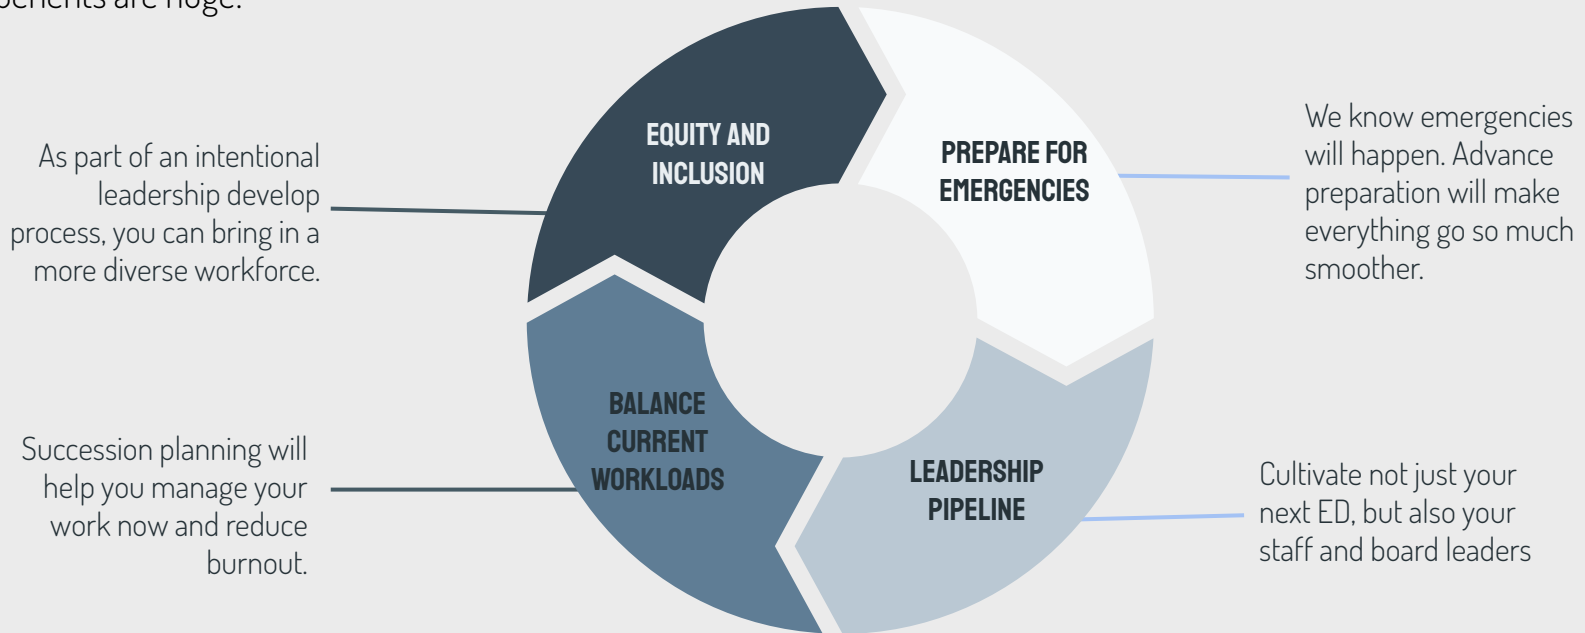 benefits are huge.
EQUITY AND
INCLUSION
PREPARE FOR
EMERGENCIES
We know emergencies
will happen. Advance
preparation will make
everything go so much
smoother.
As part of an intentional
leadership develop
process, you can bring in a
more diverse workforce.
BALANCE
CURRENT
WORKLOADS
LEADERSHIP
PIPELINE
Succession planning will
help you manage your
work now and reduce
burnout.
Cultivate not just your
next ED, but also your
staff and board leaders